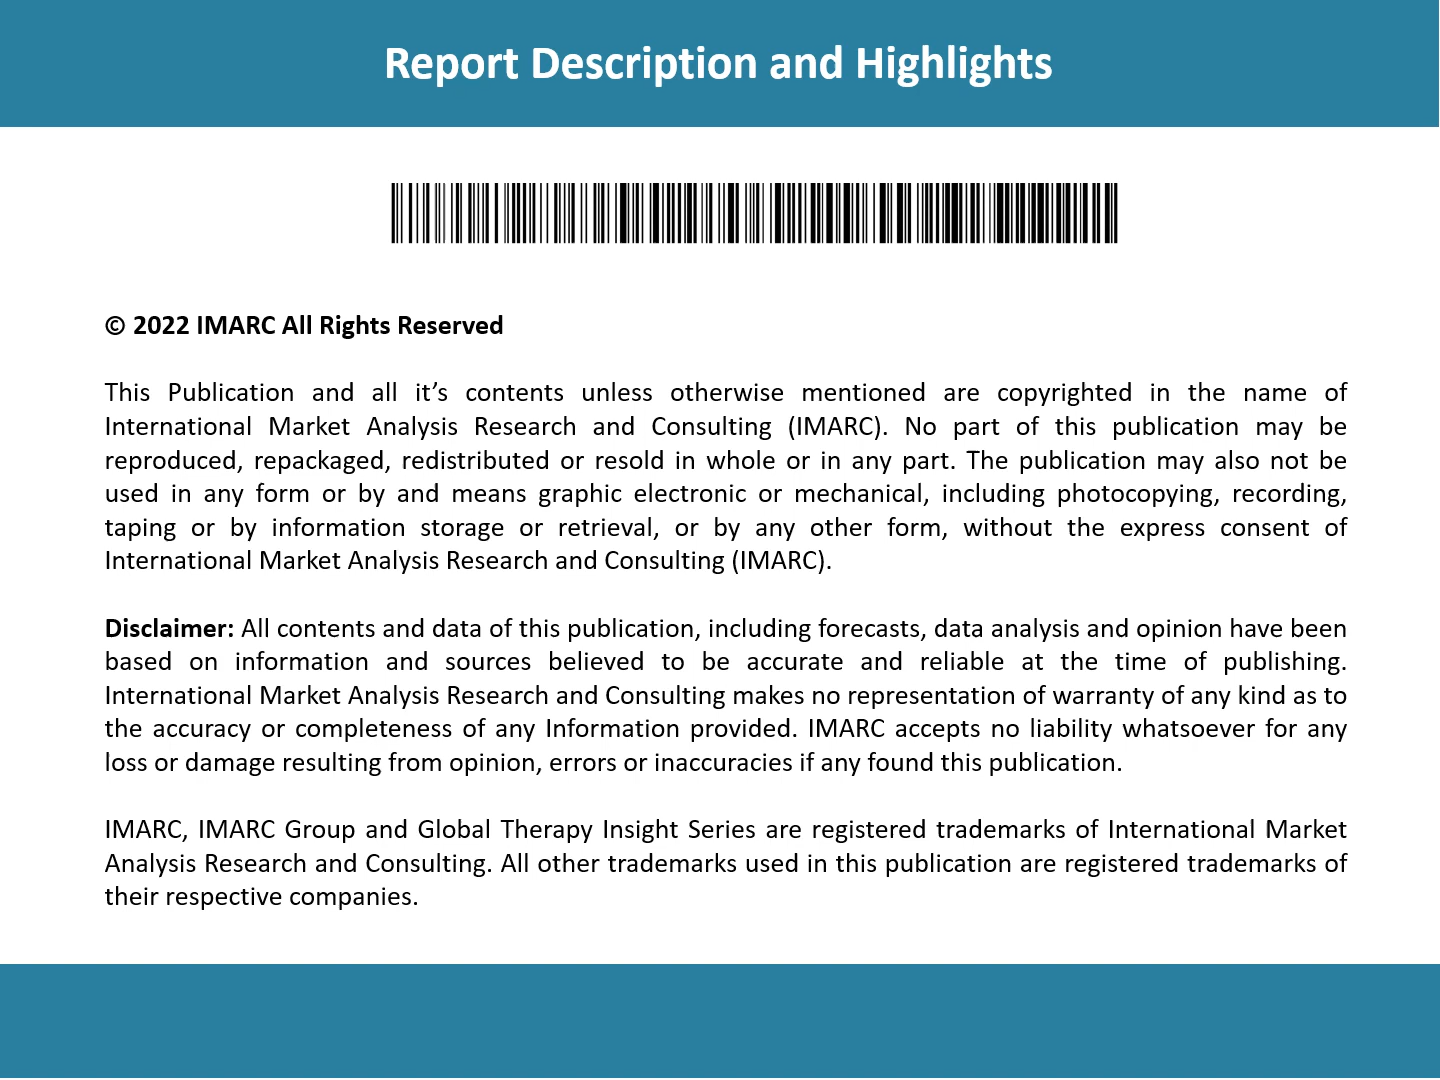 Report Description and Highlights
© 2022 IMARC All Rights Reserved
This Publication and all it’s contents unless otherwise mentioned are copyrighted in the name of
International Market Analysis Research and Consulting (IMARC). No part of this publication may be
reproduced, repackaged, redistributed or resold in whole or in any part. The publication may also not be
used in any form or by and means graphic electronic or mechanical, including photocopying, recording,
taping or by information storage or retrieval, or by any other form, without the express consent of
International Market Analysis Research and Consulting (IMARC).
Disclaimer: All contents and data of this publication, including forecasts, data analysis and opinion have been
based on information and sources believed to be accurate and reliable at the time of publishing.
International Market Analysis Research and Consulting makes no representation of warranty of any kind as to
the accuracy or completeness of any Information provided. IMARC accepts no liability whatsoever for any
loss or damage resulting from opinion, errors or inaccuracies if any found this publication.
IMARC, IMARC Group and Global Therapy Insight Series are registered trademarks of International Market
Analysis Research and Consulting. All other trademarks used in this publication are registered trademarks of
their respective companies.